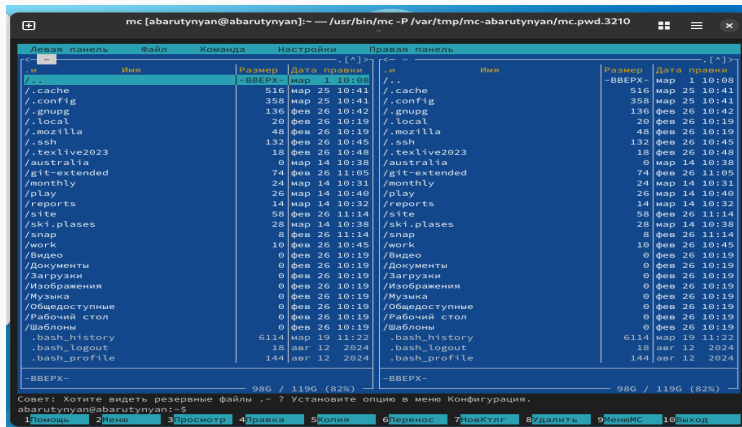 mc [abarutynyan@abarutynyan]:~ — /usr/bin/mc -P /var/tmp/mc-abarutynyan/mc.pwd.3210
~
Левая панель Файл Команда Настройки Правая панель
┌<─ ~ ─.[^]>┐┌<─ ~ ─.[^]>┐
.и Имя Размер Дата правки .и Имя Размер Дата правки
/.. -ВВЕРХ- мар 1 10:08 /.. -ВВЕРХ- мар 1 10:08
/.cache 516 мар 25 10:41 /.cache 516 мар 25 10:41
/.config 358 мар 25 10:41 /.config 358 мар 25 10:41
/.gnupg 136 фев 26 10:42 /.gnupg 136 фев 26 10:42
/.local 20 фев 26 10:19 /.local 20 фев 26 10:19
/.mozilla 48 фев 26 10:19 /.mozilla 48 фев 26 10:19
/.ssh 132 фев 26 10:45 /.ssh 132 фев 26 10:45
/.texlive2023 18 фев 26 10:48 /.texlive2023 18 фев 26 10:48
/australia 0 мар 14 10:38 /australia 0 мар 14 10:38
/git-extended 74 фев 26 11:05 /git-extended 74 фев 26 11:05
/monthly 24 мар 14 10:31 /monthly 24 мар 14 10:31
/play 26 мар 14 10:40 /play 26 мар 14 10:40
/reports 14 мар 14 10:32 /reports 14 мар 14 10:32
/site 58 фев 26 11:14 /site 58 фев 26 11:14
/ski.plases 28 мар 14 10:38 /ski.plases 28 мар 14 10:38
/snap 8 фев 26 11:14 /snap 8 фев 26 11:14
/work 10 фев 26 10:45 /work 10 фев 26 10:45
/Видео 0 фев 26 10:19 /Видео 0 фев 26 10:19
/Документы 0 фев 26 10:19 /Документы 0 фев 26 10:19
/Загрузки 0 фев 26 10:19 /Загрузки 0 фев 26 10:19
/Изображения 0 фев 26 10:19 /Изображения 0 фев 26 10:19
/Музыка 0 фев 26 10:19 /Музыка 0 фев 26 10:19
/Общедоступные 0 фев 26 10:19 /Общедоступные 0 фев 26 10:19
/Рабочий стол 0 фев 26 10:19 /Рабочий стол 0 фев 26 10:19
/Шаблоны 0 фев 26 10:19 /Шаблоны 0 фев 26 10:19
.bash_history 6114 мар 19 11:22 .bash_history 6114 мар 19 11:22
.bash_logout 18 авг 12 2024 .bash_logout 18 авг 12 2024
.bash_profile 144 авг 12 2024 .bash_profile 144 авг 12 2024
-ВВЕРХ- -ВВЕРХ-
98G / 119G (82%) 98G / 119G (82%)
Совет: Хотите видеть резервные файлы .~ ? Установите опцию в меню Конфигурация.
abarutynyan@abarutynyan:~$
1Помощь 2Меню 3Просмотр 4Правка 5Копия 6Перенос 7НовКтлг 8Удалить 9МенюMC 10Выход